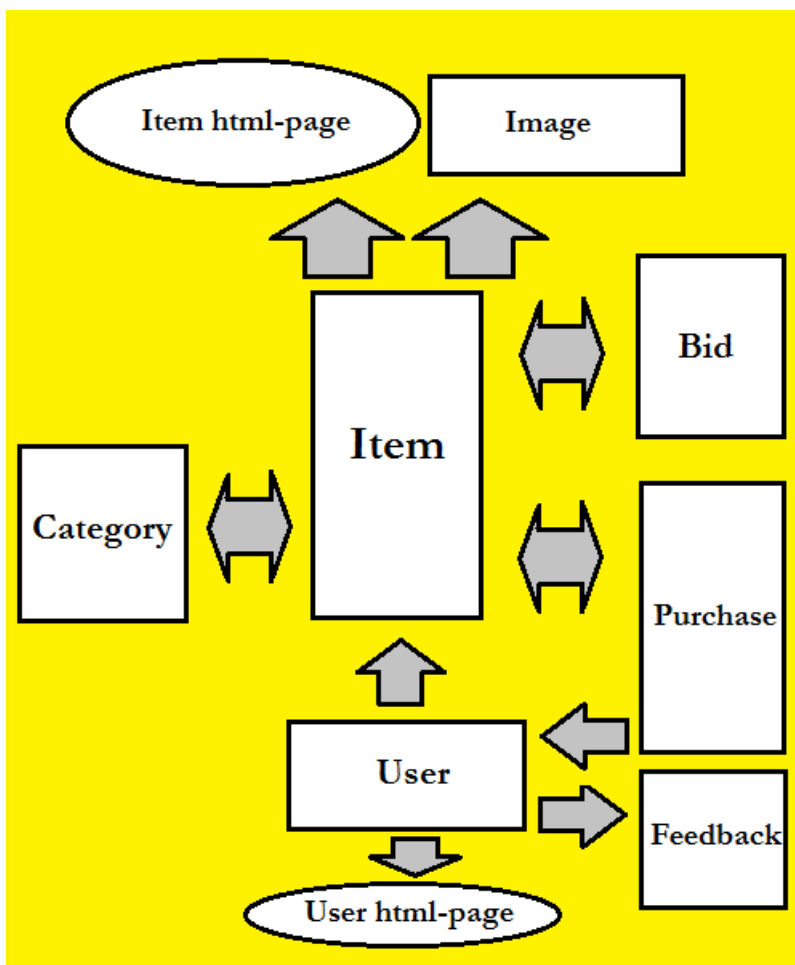 Item html-page
Image
Bid
Item
Category
Purchase
User
Feedback
User html-page